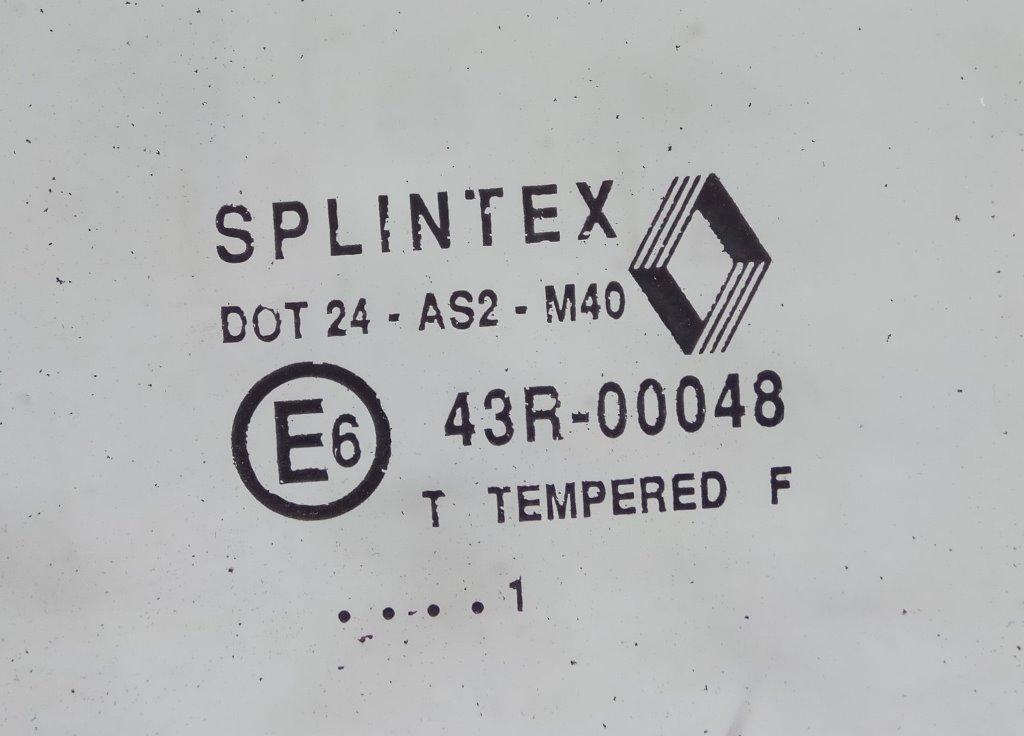 SPLINTEX
DOT 24 - AS2 - M40
E6 43R-00048
T TEMPERED F
. . . . 1